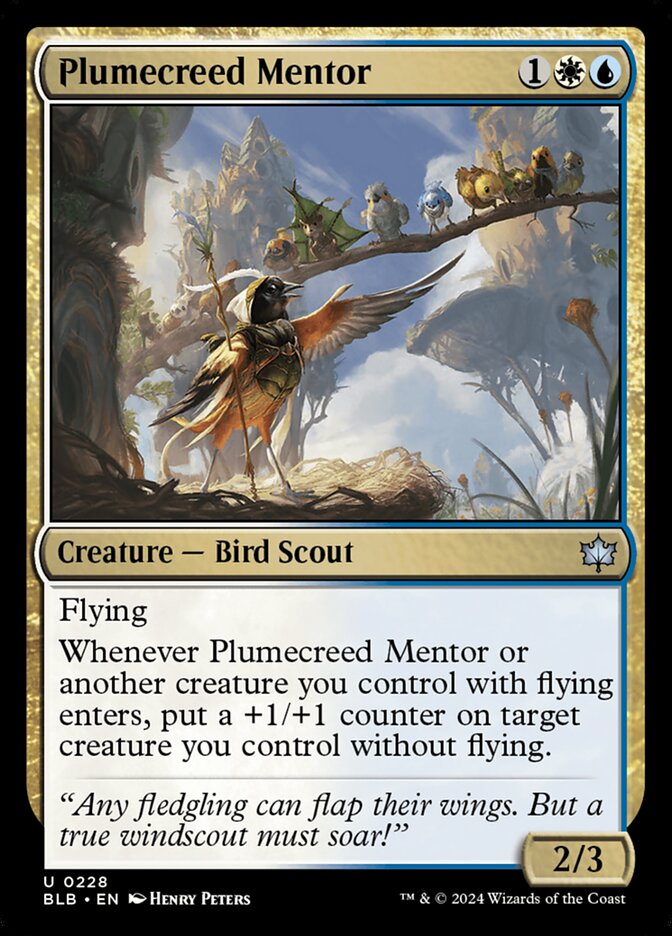 Plumecreed Mentor 1
Creature — Bird Scout
Flying
Whenever Plumecreed Mentor or
another creature you control with flying
enters, put a +1/+1 counter on target
creature you control without flying.
“Any fledgling can flap their wings. But a
true windscout must soar!”
2/3
U 0228
BLB • EN Henry Peters
™ & © 2024 Wizards of the Coast